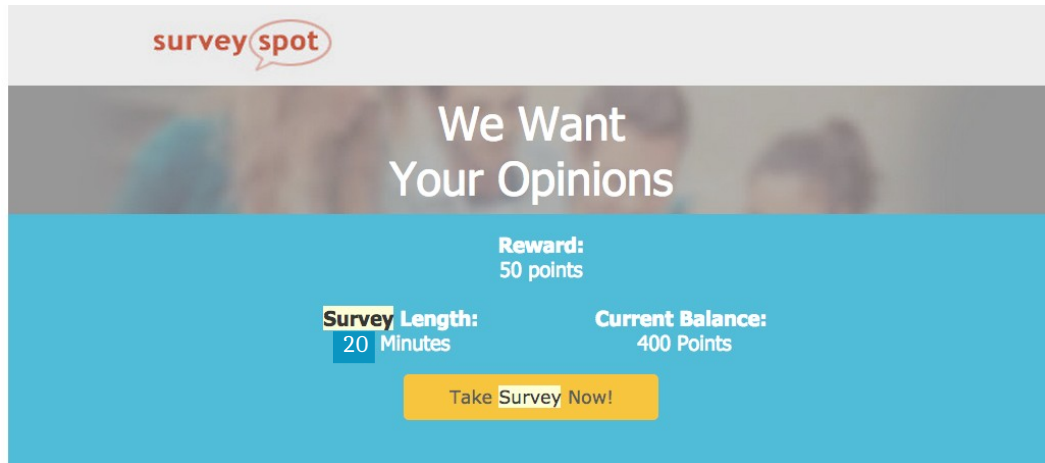 survey spot
We Want
Your Opinions
Reward:
50 points
Survey Length:
20 Minutes
Current Balance:
400 Points
Take Survey Now!